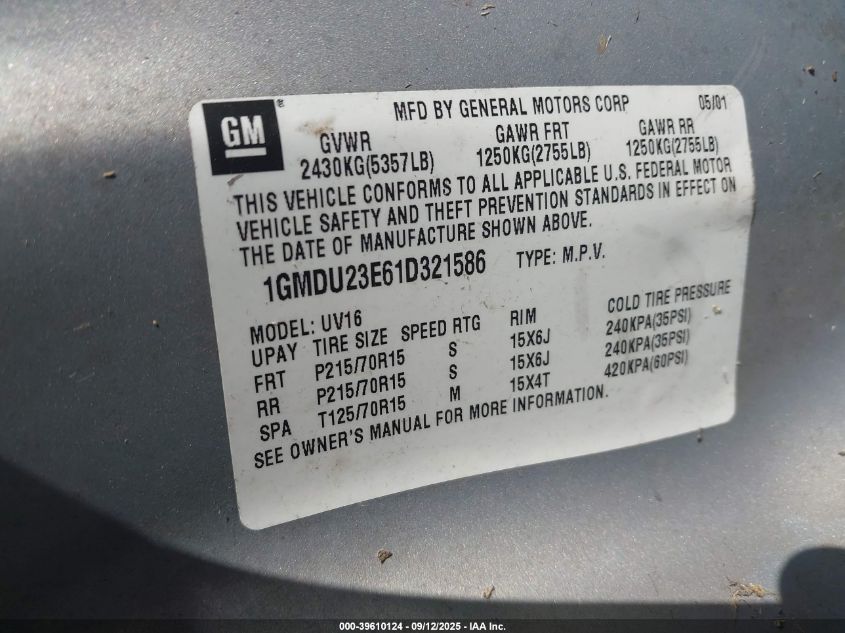 GM®
MFD BY GENERAL MOTORS CORP 05/01
GVWR GAWR FRT GAWR RR
2430KG(5357LB) 1250KG(2755LB) 1250KG(2755LB)
THIS VEHICLE CONFORMS TO ALL APPLICABLE U.S. FEDERAL MOTOR
VEHICLE SAFETY AND THEFT PREVENTION STANDARDS IN EFFECT ON
THE DATE OF MANUFACTURE SHOWN ABOVE.
1GMDU23E61D321586 TYPE: M.P.V.
MODEL: UV16
UPAY TIRE SIZE SPEED RTG RIM COLD TIRE PRESSURE
FRT P215/70R15 S 15X6J 240KPA(35PSI)
RR P215/70R15 S 15X6J 240KPA(35PSI)
SPA T125/70R15 M 15X4T 420KPA(60PSI)
SEE OWNER'S MANUAL FOR MORE INFORMATION.
000-39610124 - 09/12/2025 - IAA Inc.